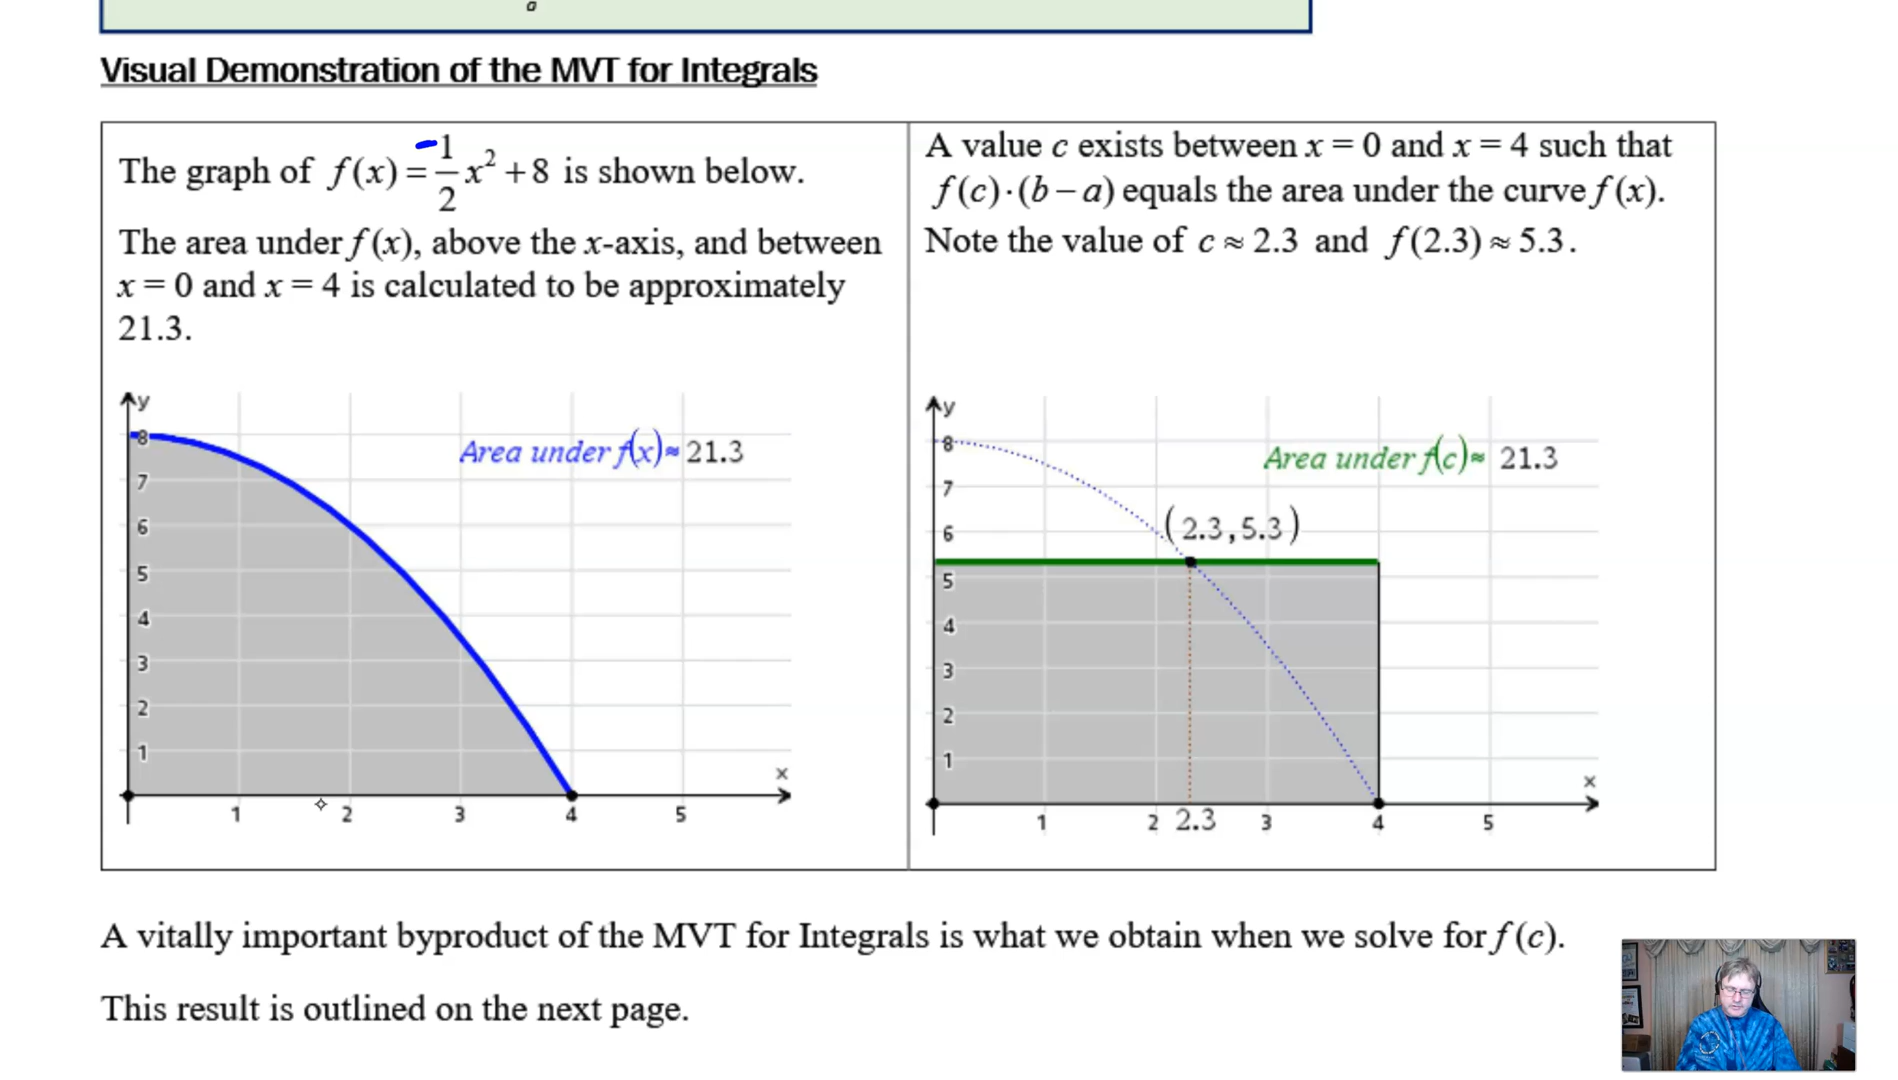 a
Visual Demonstration of the MVT for Integrals
The graph of f(x) = -1/2 x² + 8 is shown below.
The area under f(x), above the x-axis, and between
x = 0 and x = 4 is calculated to be approximately
21.3.
y
Area under f(x)≈ 21.3
8
7
6
5
4
3
2
1
x
1 2 3 4 5
A value c exists between x = 0 and x = 4 such that
f(c)·(b − a) equals the area under the curve f(x).
Note the value of c ≈ 2.3 and f(2.3) ≈ 5.3.
y
Area under f(c)≈ 21.3
(2.3,5.3)
8
7
6
5
4
3
2
1
x
1 2 2.3 3 4 5
A vitally important byproduct of the MVT for Integrals is what we obtain when we solve for f(c).
This result is outlined on the next page.